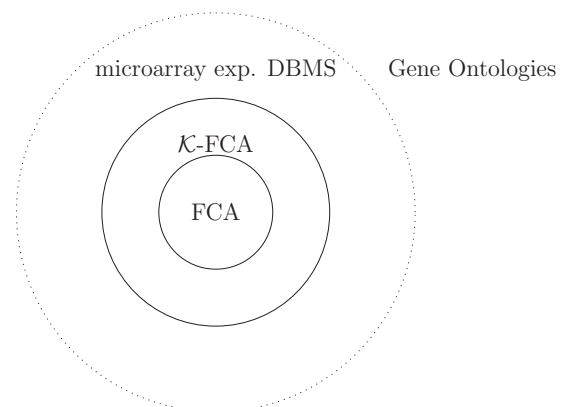 microarray exp. DBMS
Gene Ontologies
𝒦-FCA
FCA